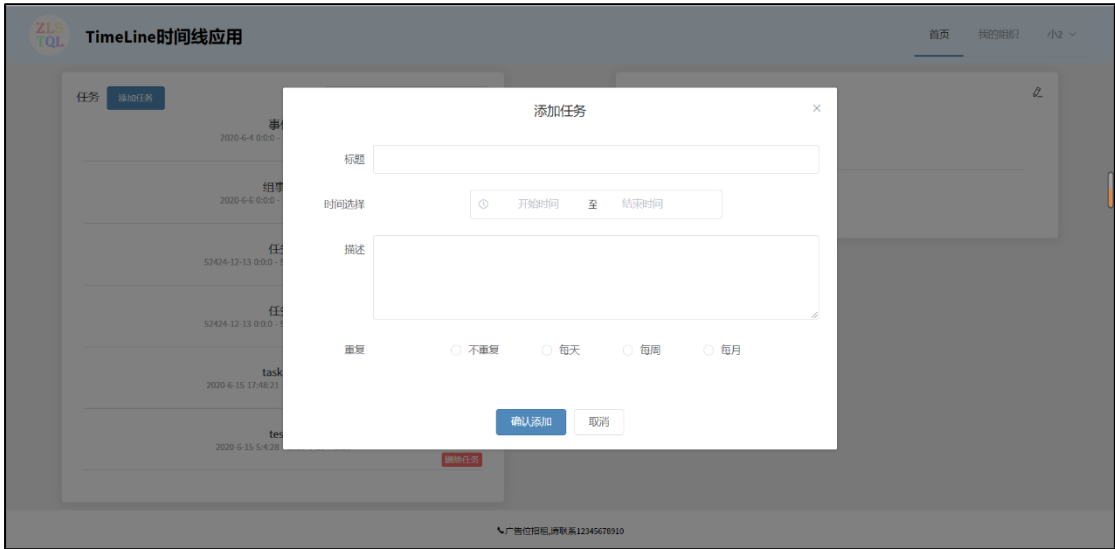 ZLS
TQL
TimeLine时间线应用
首页
我的组织
小2
任务
添加任务
事
2020-6-4 0:0:0 -
组事
2020-6-6 0:0:0 -
任
52424-12-13 0:0:0 -
任
52424-12-13 0:0:0 -
task
2020-6-15 17:48:21
tes
2020-6-15 5:4:28
删除任务
添加任务
标题
时间选择
开始时间 至 结束时间
描述
重复
不重复 每天 每周 每月
确认添加 取消
广告位招租,请联系12345678910